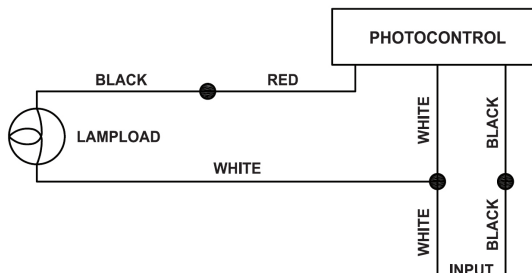 PHOTOCONTROL
BLACK
RED
LAMPLOAD
WHITE
WHITE
BLACK
WHITE
BLACK
INPUT